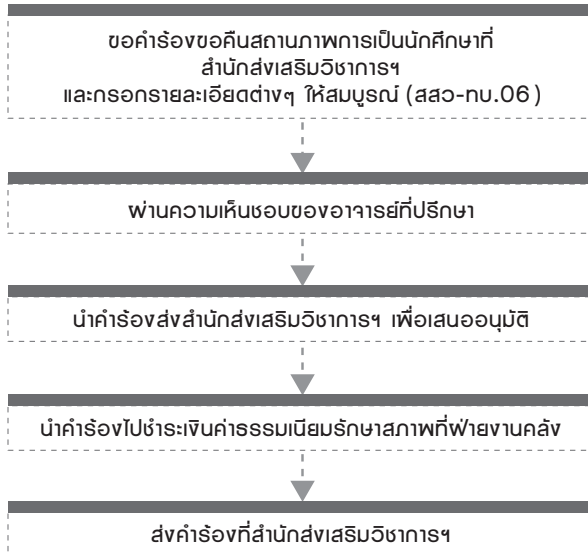 ขอคำร้องขอคืนสถานภาพการเป็นนักศึกษาที่
สำนักส่งเสริมวิชาการฯ
และกรอกรายละเอียดต่างๆ ให้สมบูรณ์ (สสว-ทบ.06)
ผ่านความเห็นชอบของอาจารย์ที่ปรึกษา
นำคำร้องส่งสำนักส่งเสริมวิชาการฯ เพื่อเสนออนุมัติ
นำคำร้องไปชำระเงินค่าธรรมเนียมรักษาสภาพที่ฝ่ายงานคลัง
ส่งคำร้องที่สำนักส่งเสริมวิชาการฯ